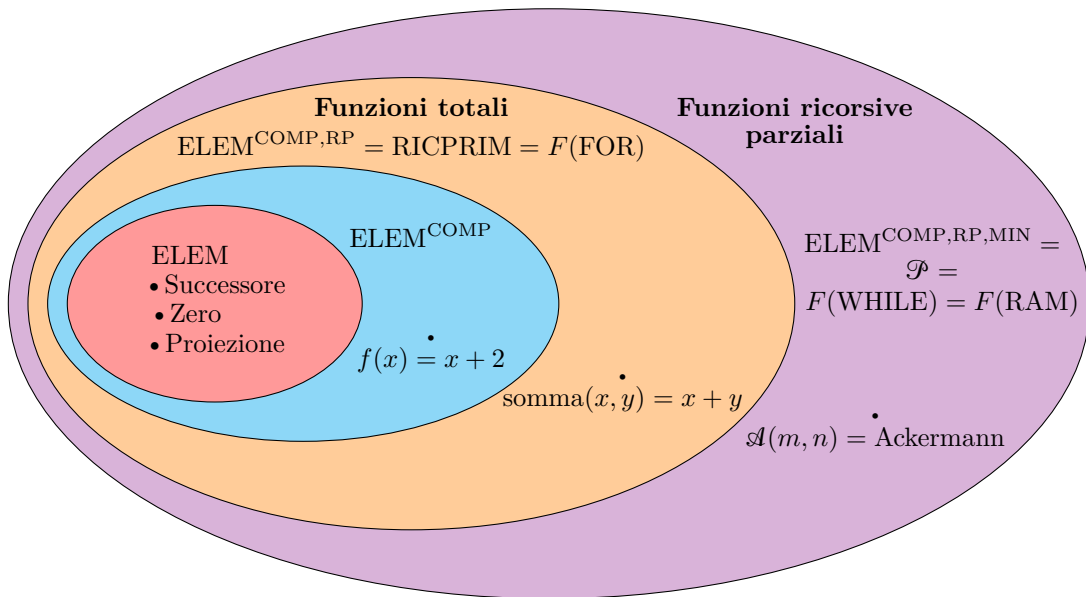 Funzioni totali
ELEM^COMP,RP = RICPRIM = F(FOR)
Funzioni ricorsive
parziali
ELEM^COMP
ELEM
• Successore
• Zero
• Proiezione
ELEM^COMP,RP,MIN =
𝒫 =
F(WHILE) = F(RAM)
f(x) = x + 2
somma(x, y) = x + y
𝒜(m, n) = Ackermann